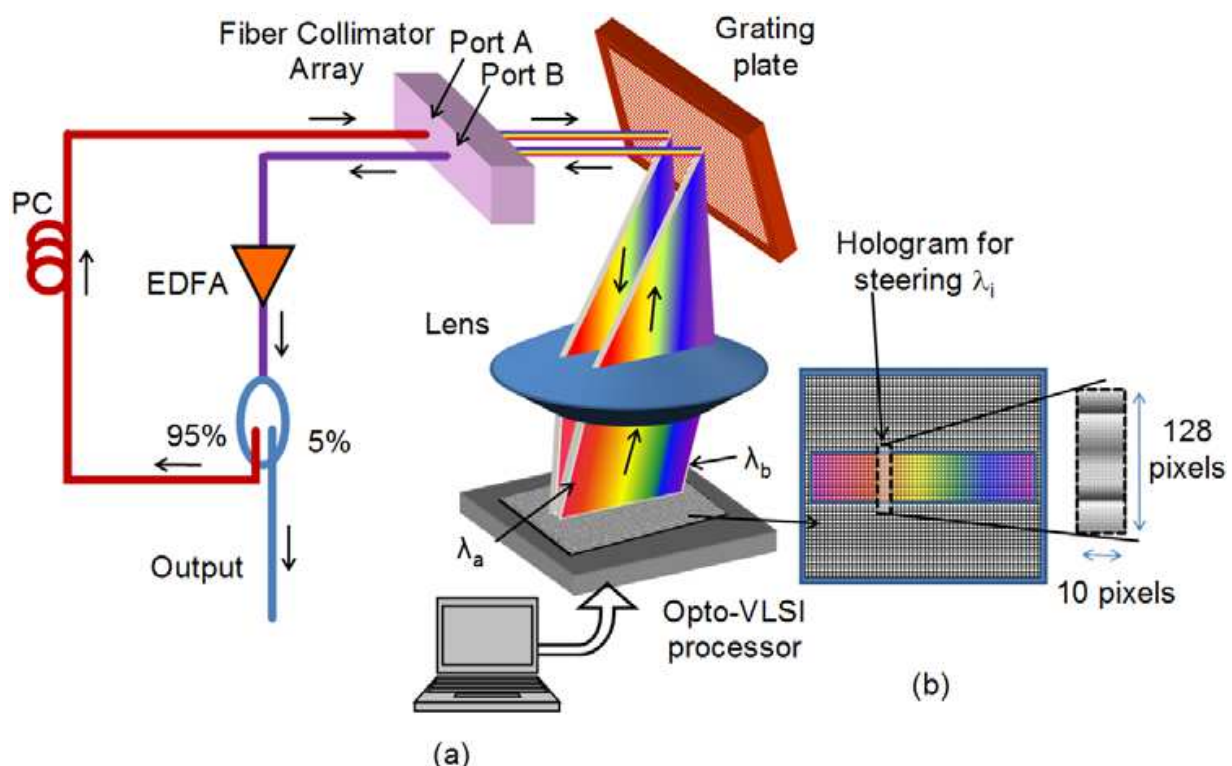 Fiber Collimator
Array
Port A
Port B
Grating
plate
PC
EDFA
Lens
Hologram for
steering λi
95%
5%
λb
128
pixels
λa
Output
10 pixels
Opto-VLSI
processor
(b)
(a)